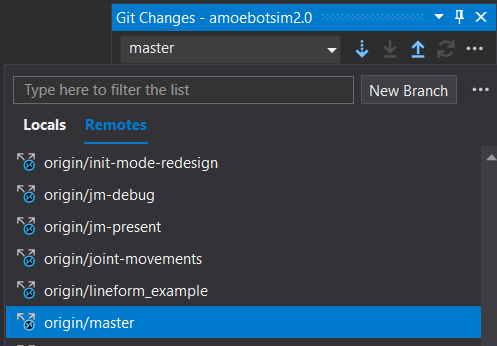 Git Changes - amoebotsim2.0
master
Type here to filter the list
New Branch
Locals Remotes
origin/init-mode-redesign
origin/jm-debug
origin/jm-present
origin/joint-movements
origin/lineform_example
origin/master